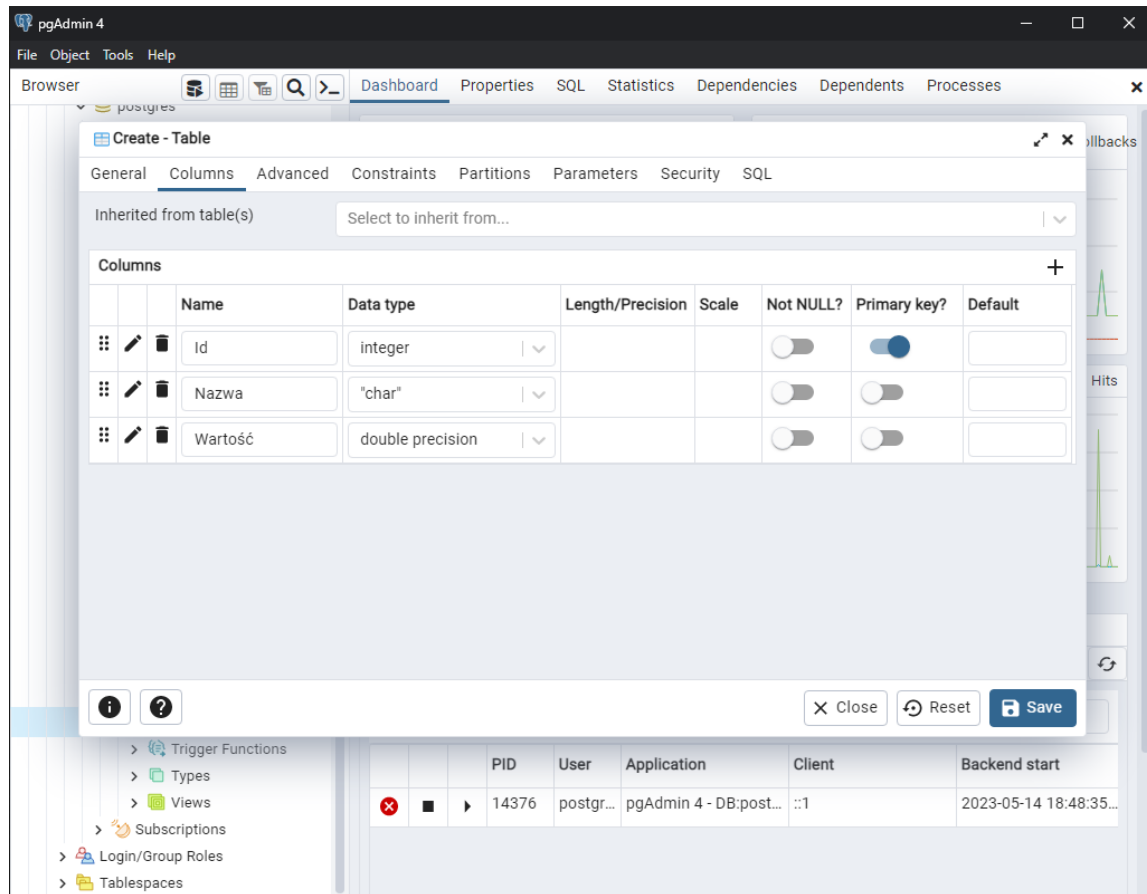 pgAdmin 4
File Object Tools Help
Browser Dashboard Properties SQL Statistics Dependencies Dependents Processes
postgres
Create - Table
General Columns Advanced Constraints Partitions Parameters Security SQL
Inherited from table(s) Select to inherit from...
Columns
Name Data type Length/Precision Scale Not NULL? Primary key? Default
Id integer
Nazwa "char"
Wartość double precision
Hits
Close Reset Save
Trigger Functions
Types
Views
Subscriptions
Login/Group Roles
Tablespaces
PID User Application Client Backend start
14376 postgr... pgAdmin 4 - DB:post... ::1 2023-05-14 18:48:35...